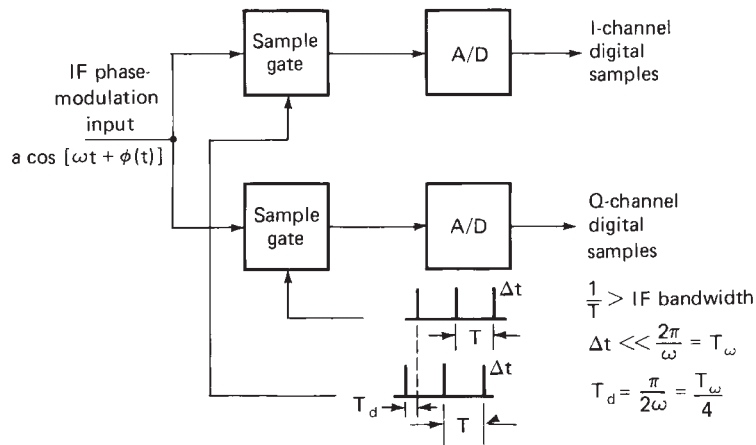 Sample
gate
A/D
I-channel
digital
samples
IF phase-
modulation
input
a cos [ωt + φ(t)]
Sample
gate
A/D
Q-channel
digital
samples
Δt
T
Δt
T_d
T
1/T > IF bandwidth
Δt << 2π/ω = T_ω
T_d = π/2ω = T_ω/4